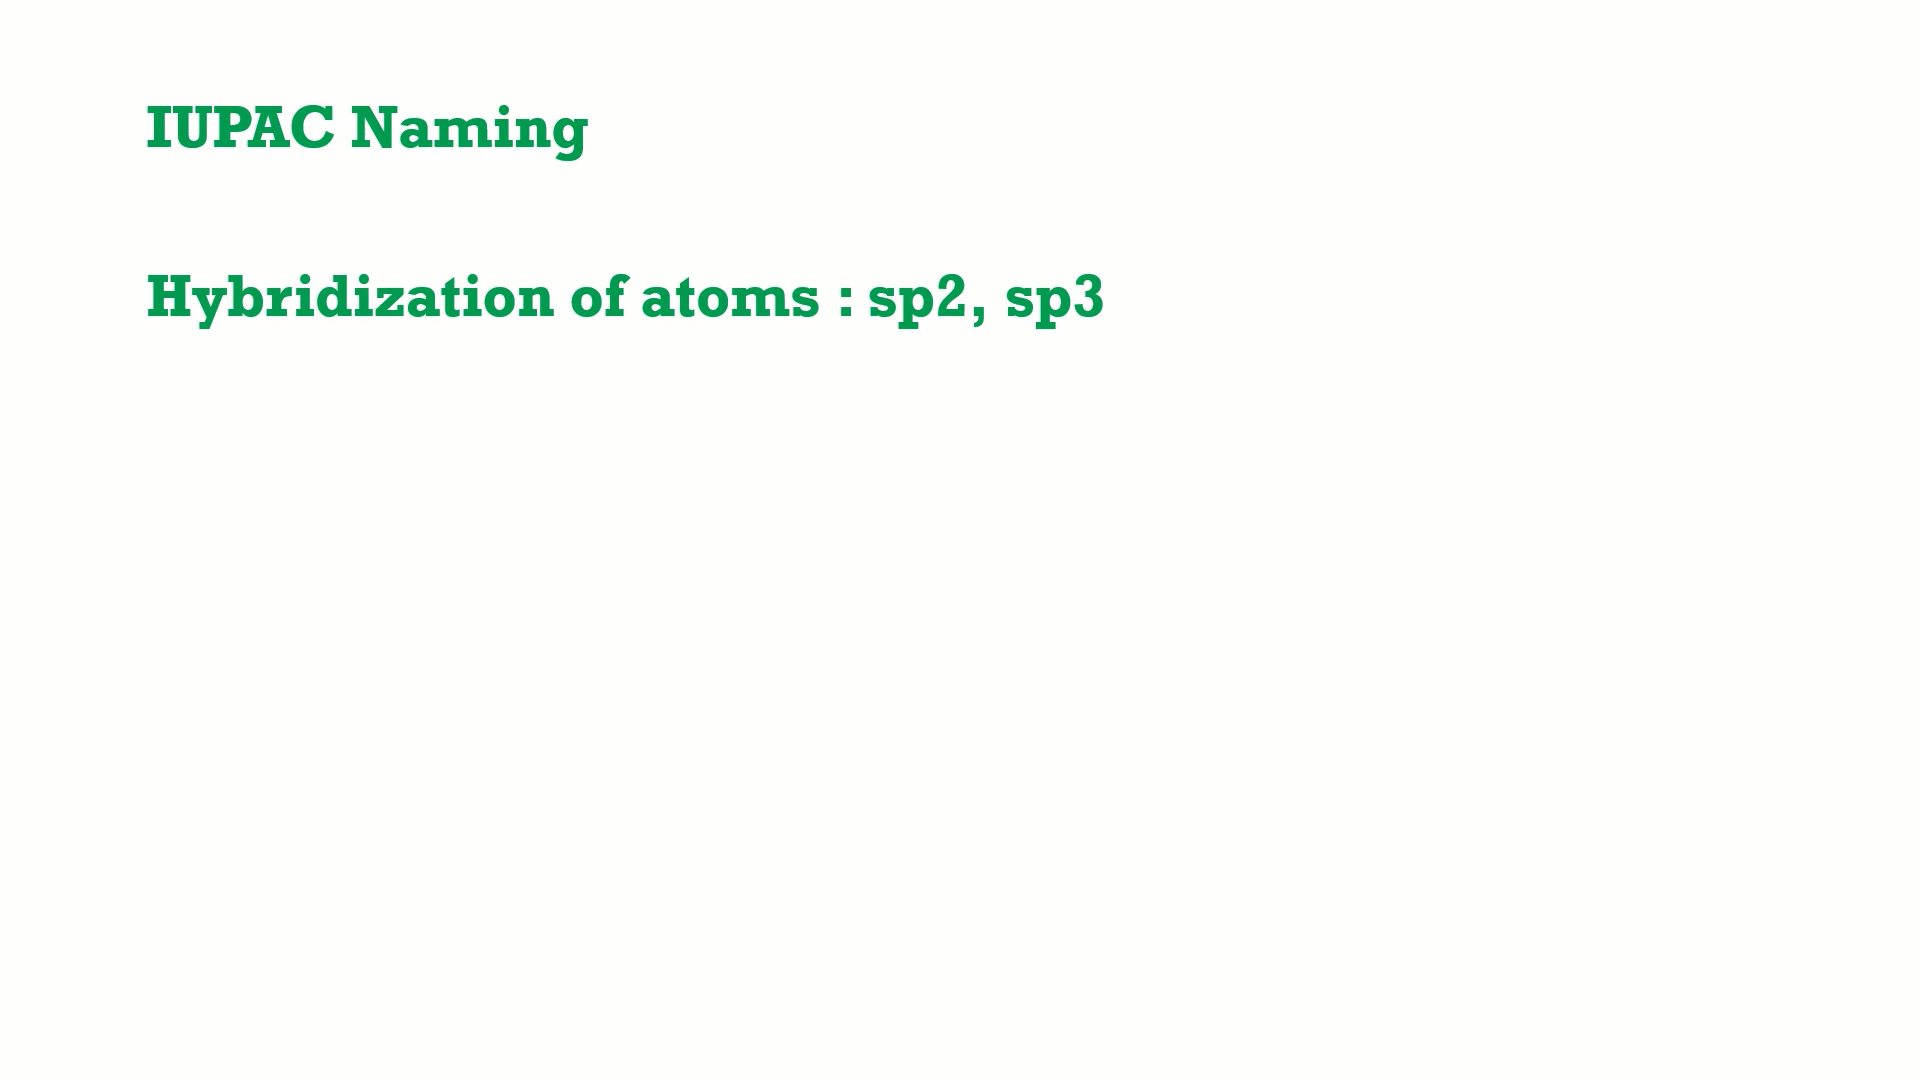 IUPAC Naming
Hybridization of atoms : sp2, sp3